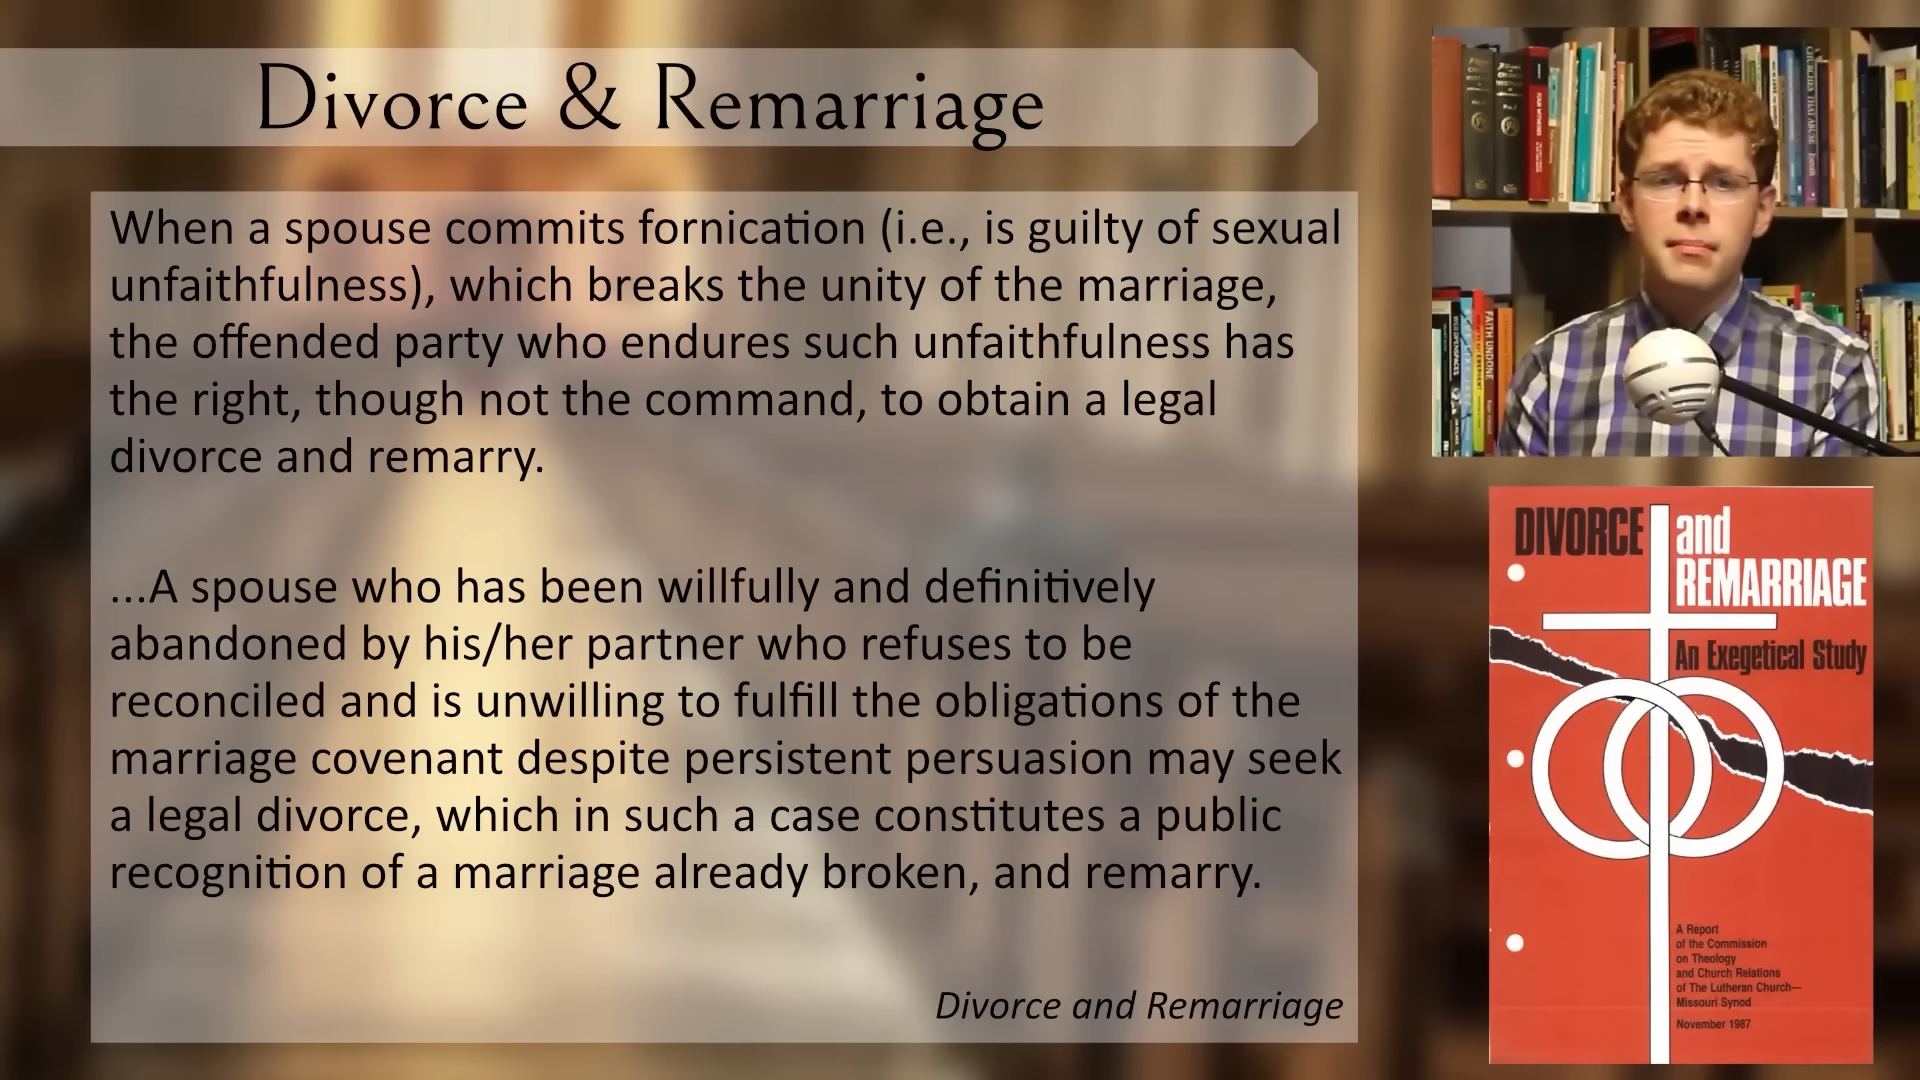 Divorce & Remarriage
When a spouse commits fornication (i.e., is guilty of sexual
unfaithfulness), which breaks the unity of the marriage,
the offended party who endures such unfaithfulness has
the right, though not the command, to obtain a legal
divorce and remarry.
...A spouse who has been willfully and definitively
abandoned by his/her partner who refuses to be
reconciled and is unwilling to fulfill the obligations of the
marriage covenant despite persistent persuasion may seek
a legal divorce, which in such a case constitutes a public
recognition of a marriage already broken, and remarry.
Divorce and Remarriage
FAITH UNDONE
DIVORCE and
REMARRIAGE
An Exegetical Study
A Report
of the Commission
on Theology
and Church Relations
of The Lutheran Church—
Missouri Synod
November 1987